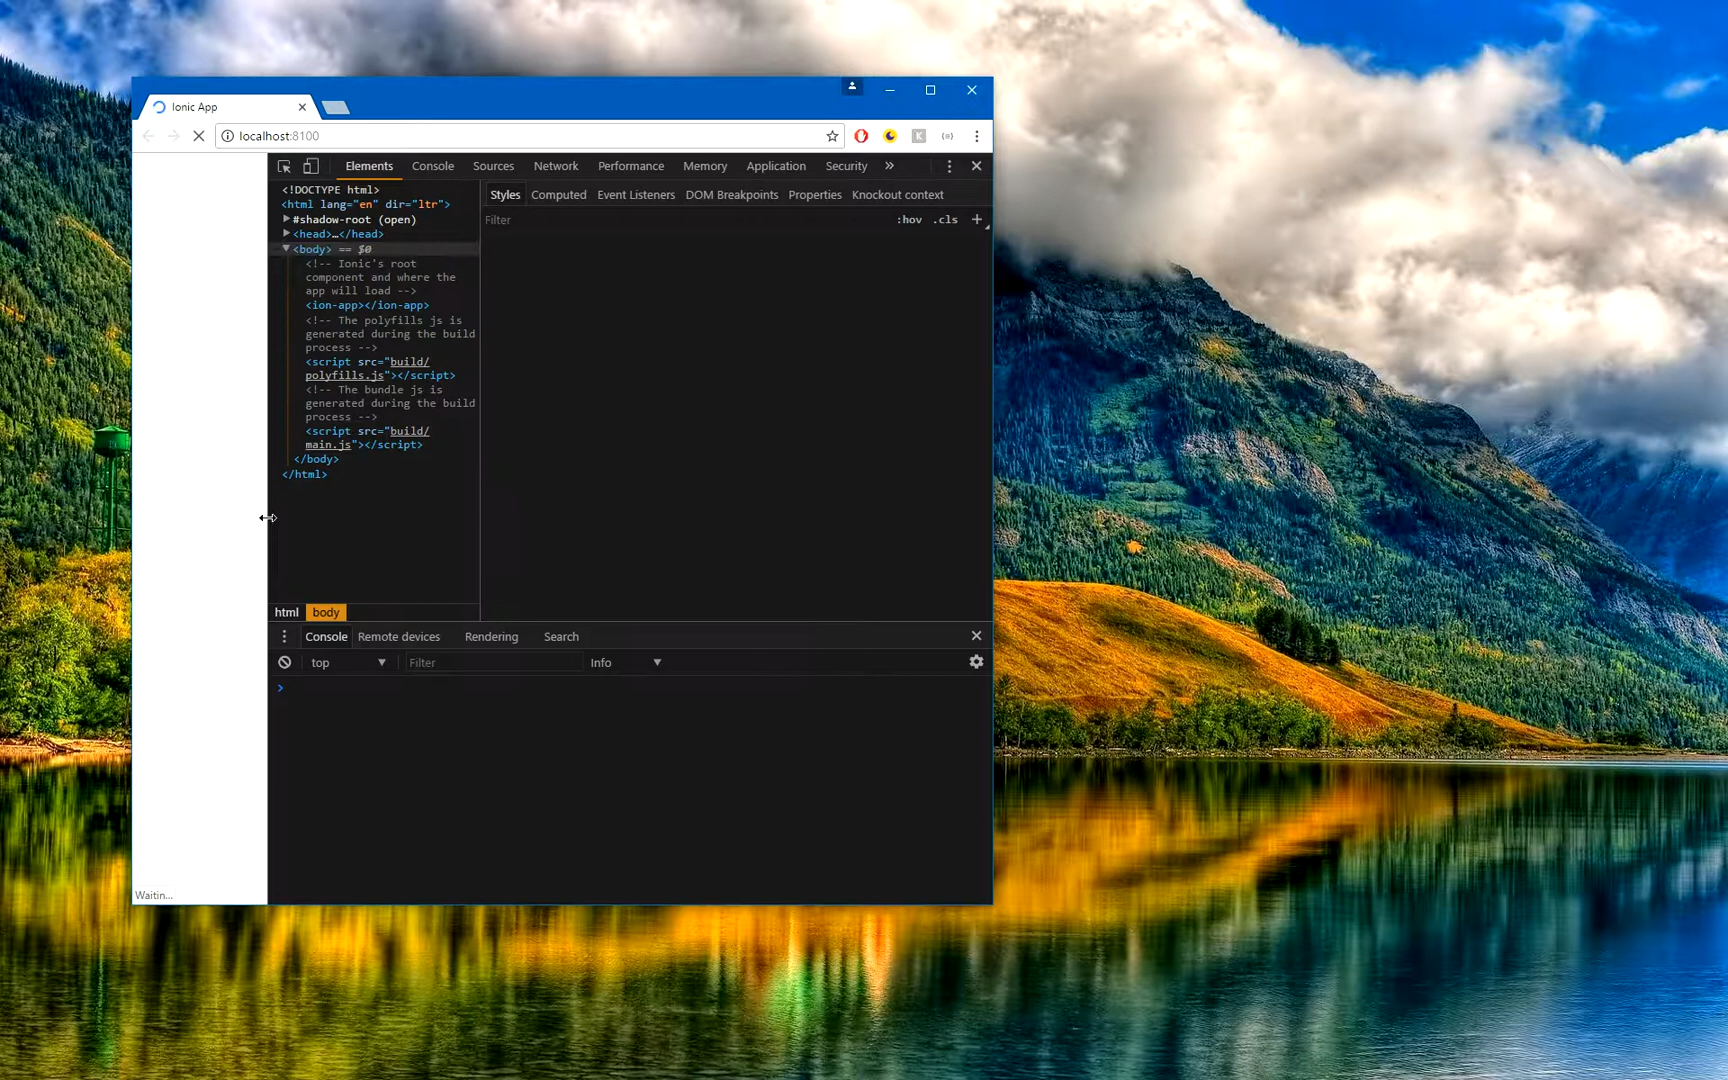 Ionic App
localhost:8100
Elements Console Sources Network Performance Memory Application Security »
<!DOCTYPE html>
<html lang="en" dir="ltr">
#shadow-root (open)
<head>…</head>
<body> == $0
<!-- Ionic's root
component and where the
app will load -->
<ion-app></ion-app>
<!-- The polyfills js is
generated during the build
process -->
<script src="build/
polyfills.js"></script>
<!-- The bundle js is
generated during the build
process -->
<script src="build/
main.js"></script>
</body>
</html>
Styles Computed Event Listeners DOM Breakpoints Properties Knockout context
Filter :hov .cls +
html body
Console Remote devices Rendering Search
top Filter Info
>
Waitin...